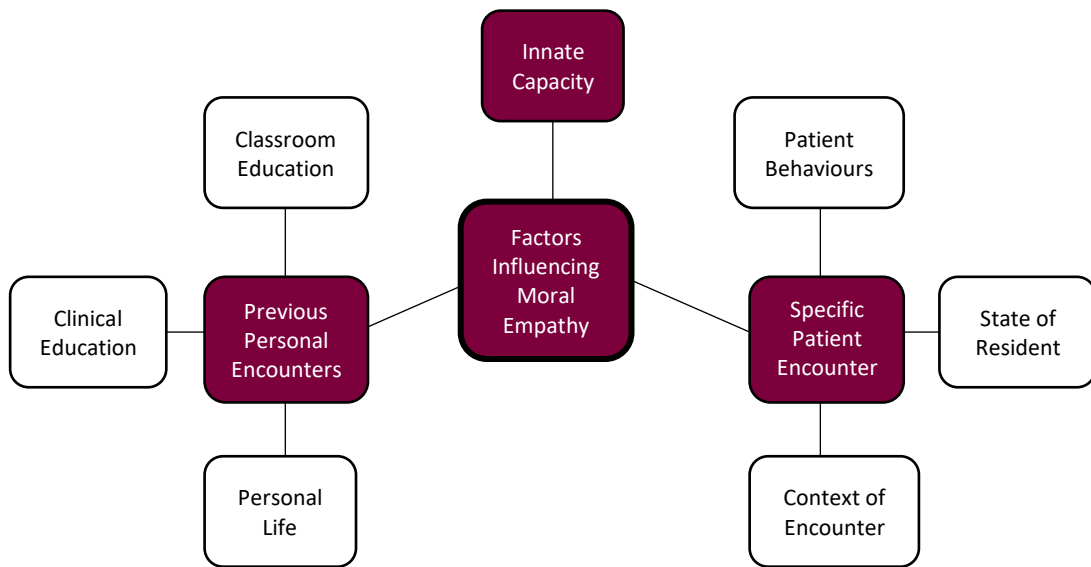 Innate
Capacity
Classroom
Education
Patient
Behaviours
Factors
Influencing
Moral
Empathy
Clinical
Education
Previous
Personal
Encounters
Specific
Patient
Encounter
State of
Resident
Personal
Life
Context of
Encounter